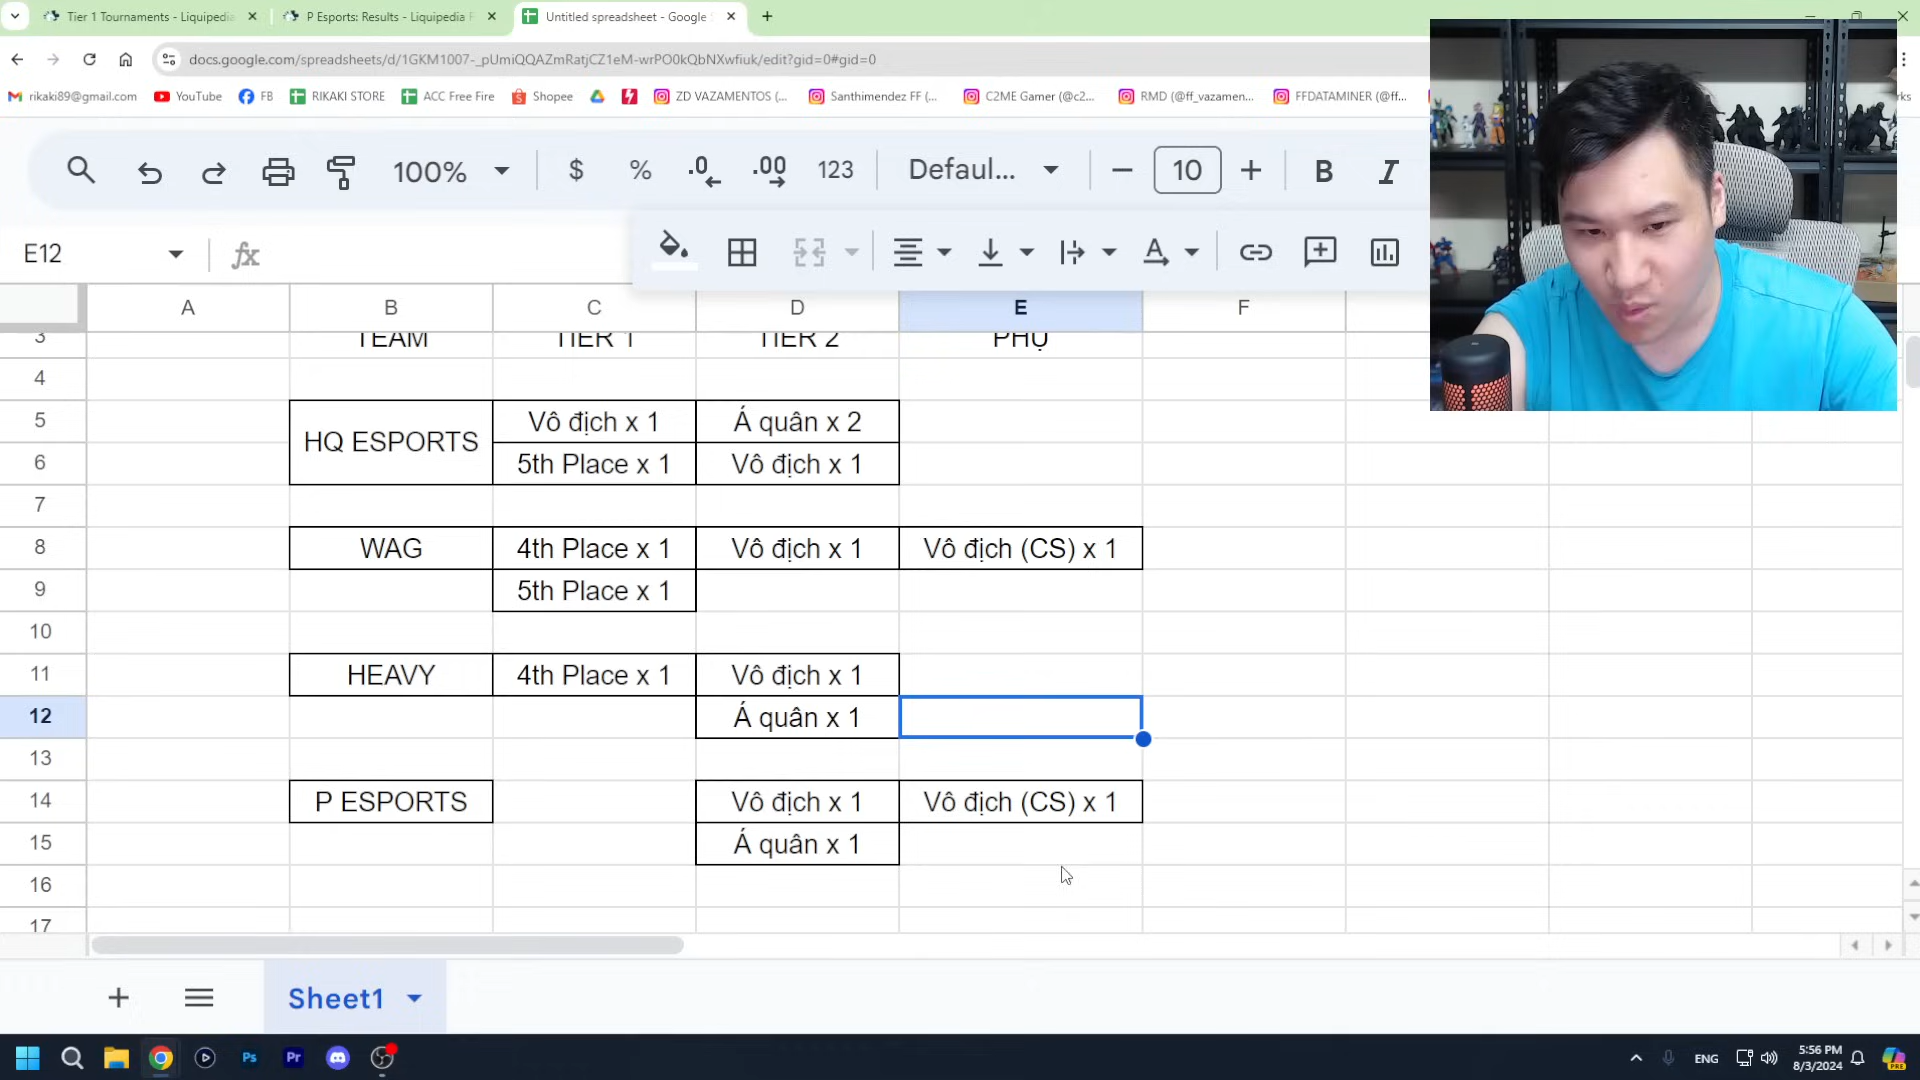 Tier 1 Tournaments - Liquipedia
P Esports: Results - Liquipedia F
Untitled spreadsheet - Google
docs.google.com/spreadsheets/d/1GKM1007-_pUmiQQAZmRatjCZ1eM-wrPO0kQbNXwfiuk/edit?gid=0#gid=0
rikaki89@gmail.com
YouTube
FB
RIKAKI STORE
ACC Free Fire
Shopee
ZD VAZAMENTOS (...
Santhimendez FF (...
C2ME Gamer (@c2...
RMD (@ff_vazamen...
FFDATAMINER (@ff...
rks
100%
$
%
.0
.00
123
Defaul...
10
B
I
E12
fx
A
A B C D E F
3 TEAM TIER 1 TIER 2 PHỤ
4
5 HQ ESPORTS Vô địch x 1 Á quân x 2
6 5th Place x 1 Vô địch x 1
7
8 WAG 4th Place x 1 Vô địch x 1 Vô địch (CS) x 1
9 5th Place x 1
10
11 HEAVY 4th Place x 1 Vô địch x 1
12 Á quân x 1
13
14 P ESPORTS Vô địch x 1 Vô địch (CS) x 1
15 Á quân x 1
16
17
Sheet1
Ps
Pr
ENG
5:56 PM
8/3/2024
PRE